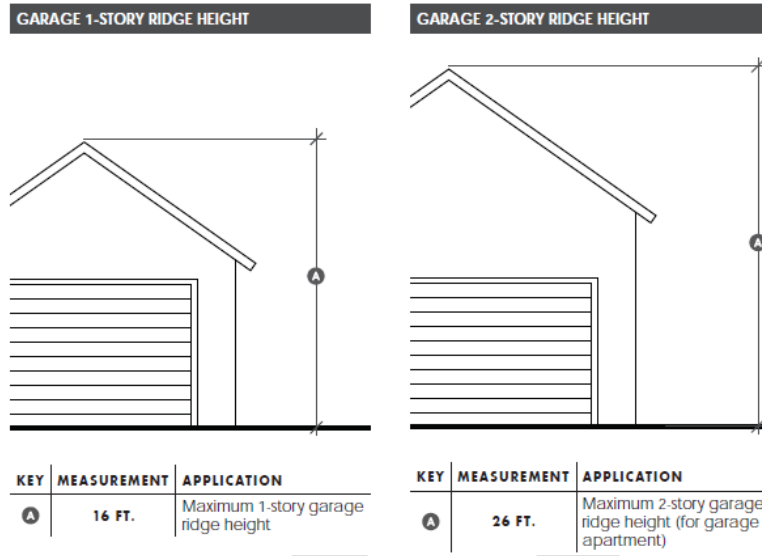 GARAGE 1-STORY RIDGE HEIGHT
A
KEY MEASUREMENT APPLICATION
A 16 FT. Maximum 1-story garage
ridge height
GARAGE 2-STORY RIDGE HEIGHT
A
KEY MEASUREMENT APPLICATION
A 26 FT. Maximum 2-story garage
ridge height (for garage
apartment)